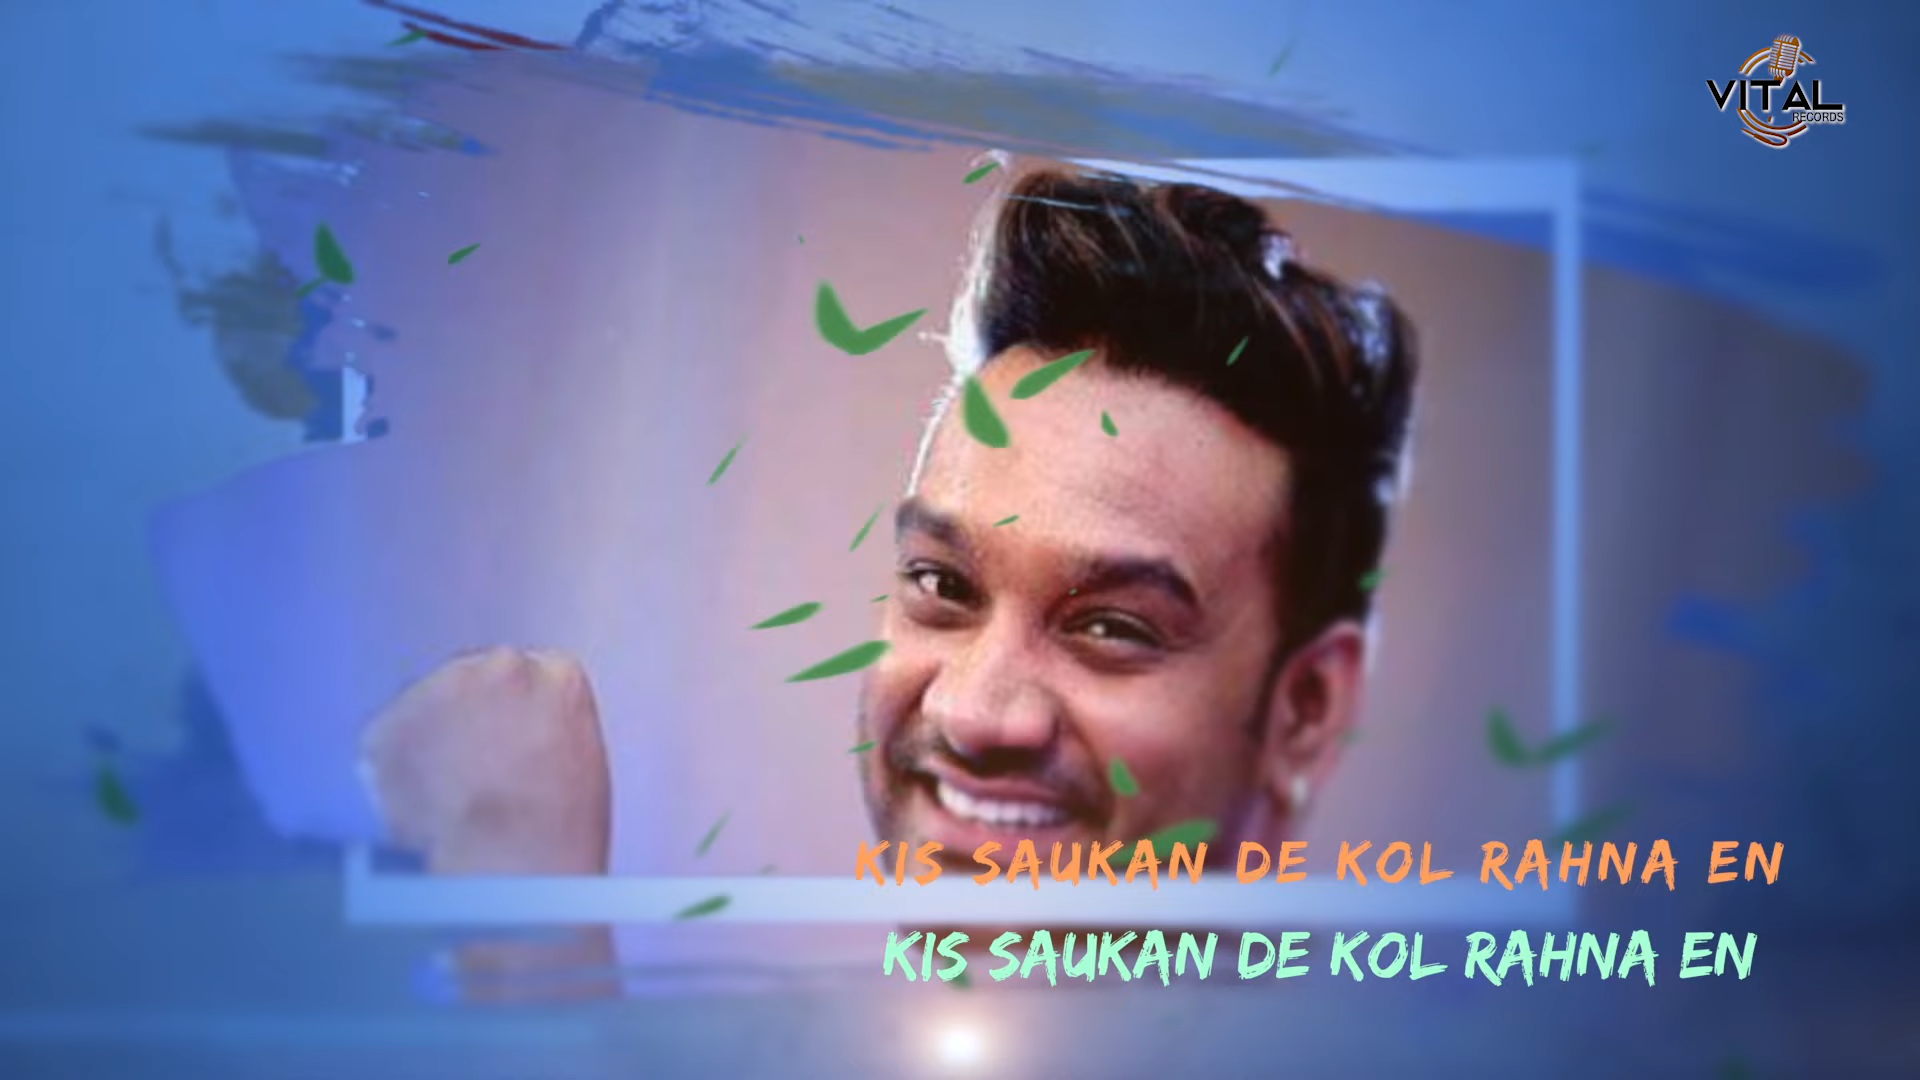 VITAL
RECORDS
KIS SAUKAN DE KOL RAHNA EN
KIS SAUKAN DE KOL RAHNA EN